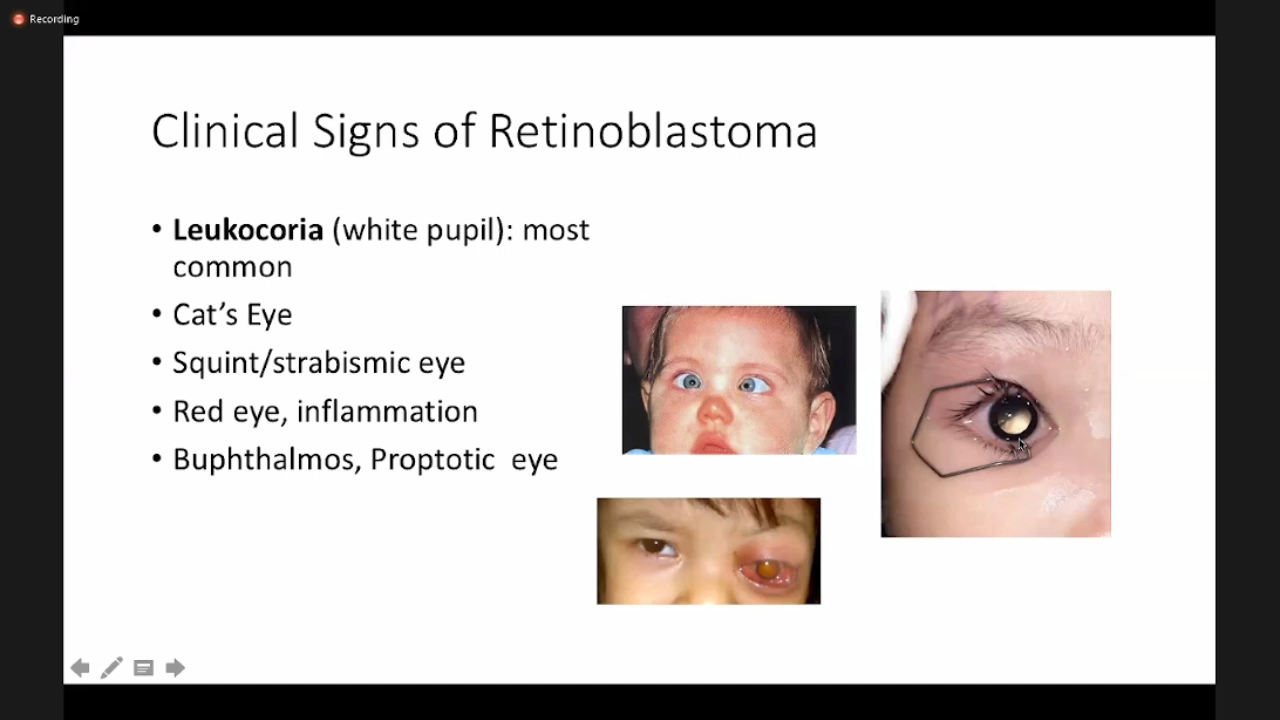 Recording
Clinical Signs of Retinoblastoma
• Leukocoria (white pupil): most
common
• Cat’s Eye
• Squint/strabismic eye
• Red eye, inflammation
• Buphthalmos, Proptotic  eye